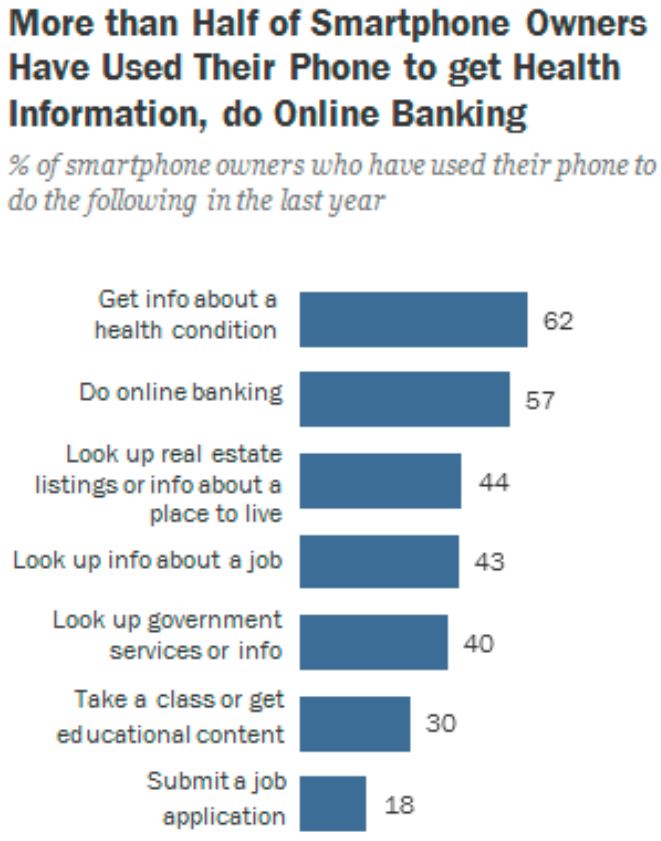 More than Half of Smartphone Owners
Have Used Their Phone to get Health
Information, do Online Banking
% of smartphone owners who have used their phone to
do the following in the last year
Get info about a
health condition
62
Do online banking
57
Look up real estate
listings or info about a
place to live
44
Look up info about a job
43
Look up government
services or info
40
Take a class or get
educational content
30
Submit a job
application
18